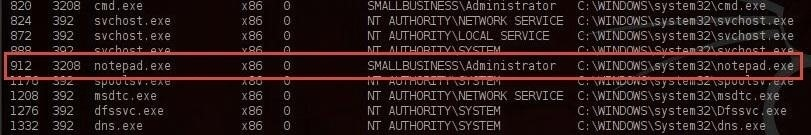 820 3208 cmd.exe x86 0 SMALLBUSINESS\Administrator C:\WINDOWS\system32\cmd.exe
824 392 svchost.exe x86 0 NT AUTHORITY\NETWORK SERVICE C:\WINDOWS\system32\svchost.exe
872 392 svchost.exe x86 0 NT AUTHORITY\LOCAL SERVICE C:\WINDOWS\system32\svchost.exe
888 392 svchost.exe x86 0 NT AUTHORITY\SYSTEM C:\WINDOWS\system32\svchost.exe
912 3208 notepad.exe x86 0 SMALLBUSINESS\Administrator C:\WINDOWS\system32\notepad.exe
1176 392 spoolsv.exe x86 0 NT AUTHORITY\SYSTEM C:\WINDOWS\system32\spoolsv.exe
1208 392 msdtc.exe x86 0 NT AUTHORITY\NETWORK SERVICE C:\WINDOWS\system32\msdtc.exe
1276 392 dfssvc.exe x86 0 NT AUTHORITY\SYSTEM C:\WINDOWS\system32\Dfssvc.exe
1332 392 dns.exe x86 0 NT AUTHORITY\SYSTEM C:\WINDOWS\System32\dns.exe